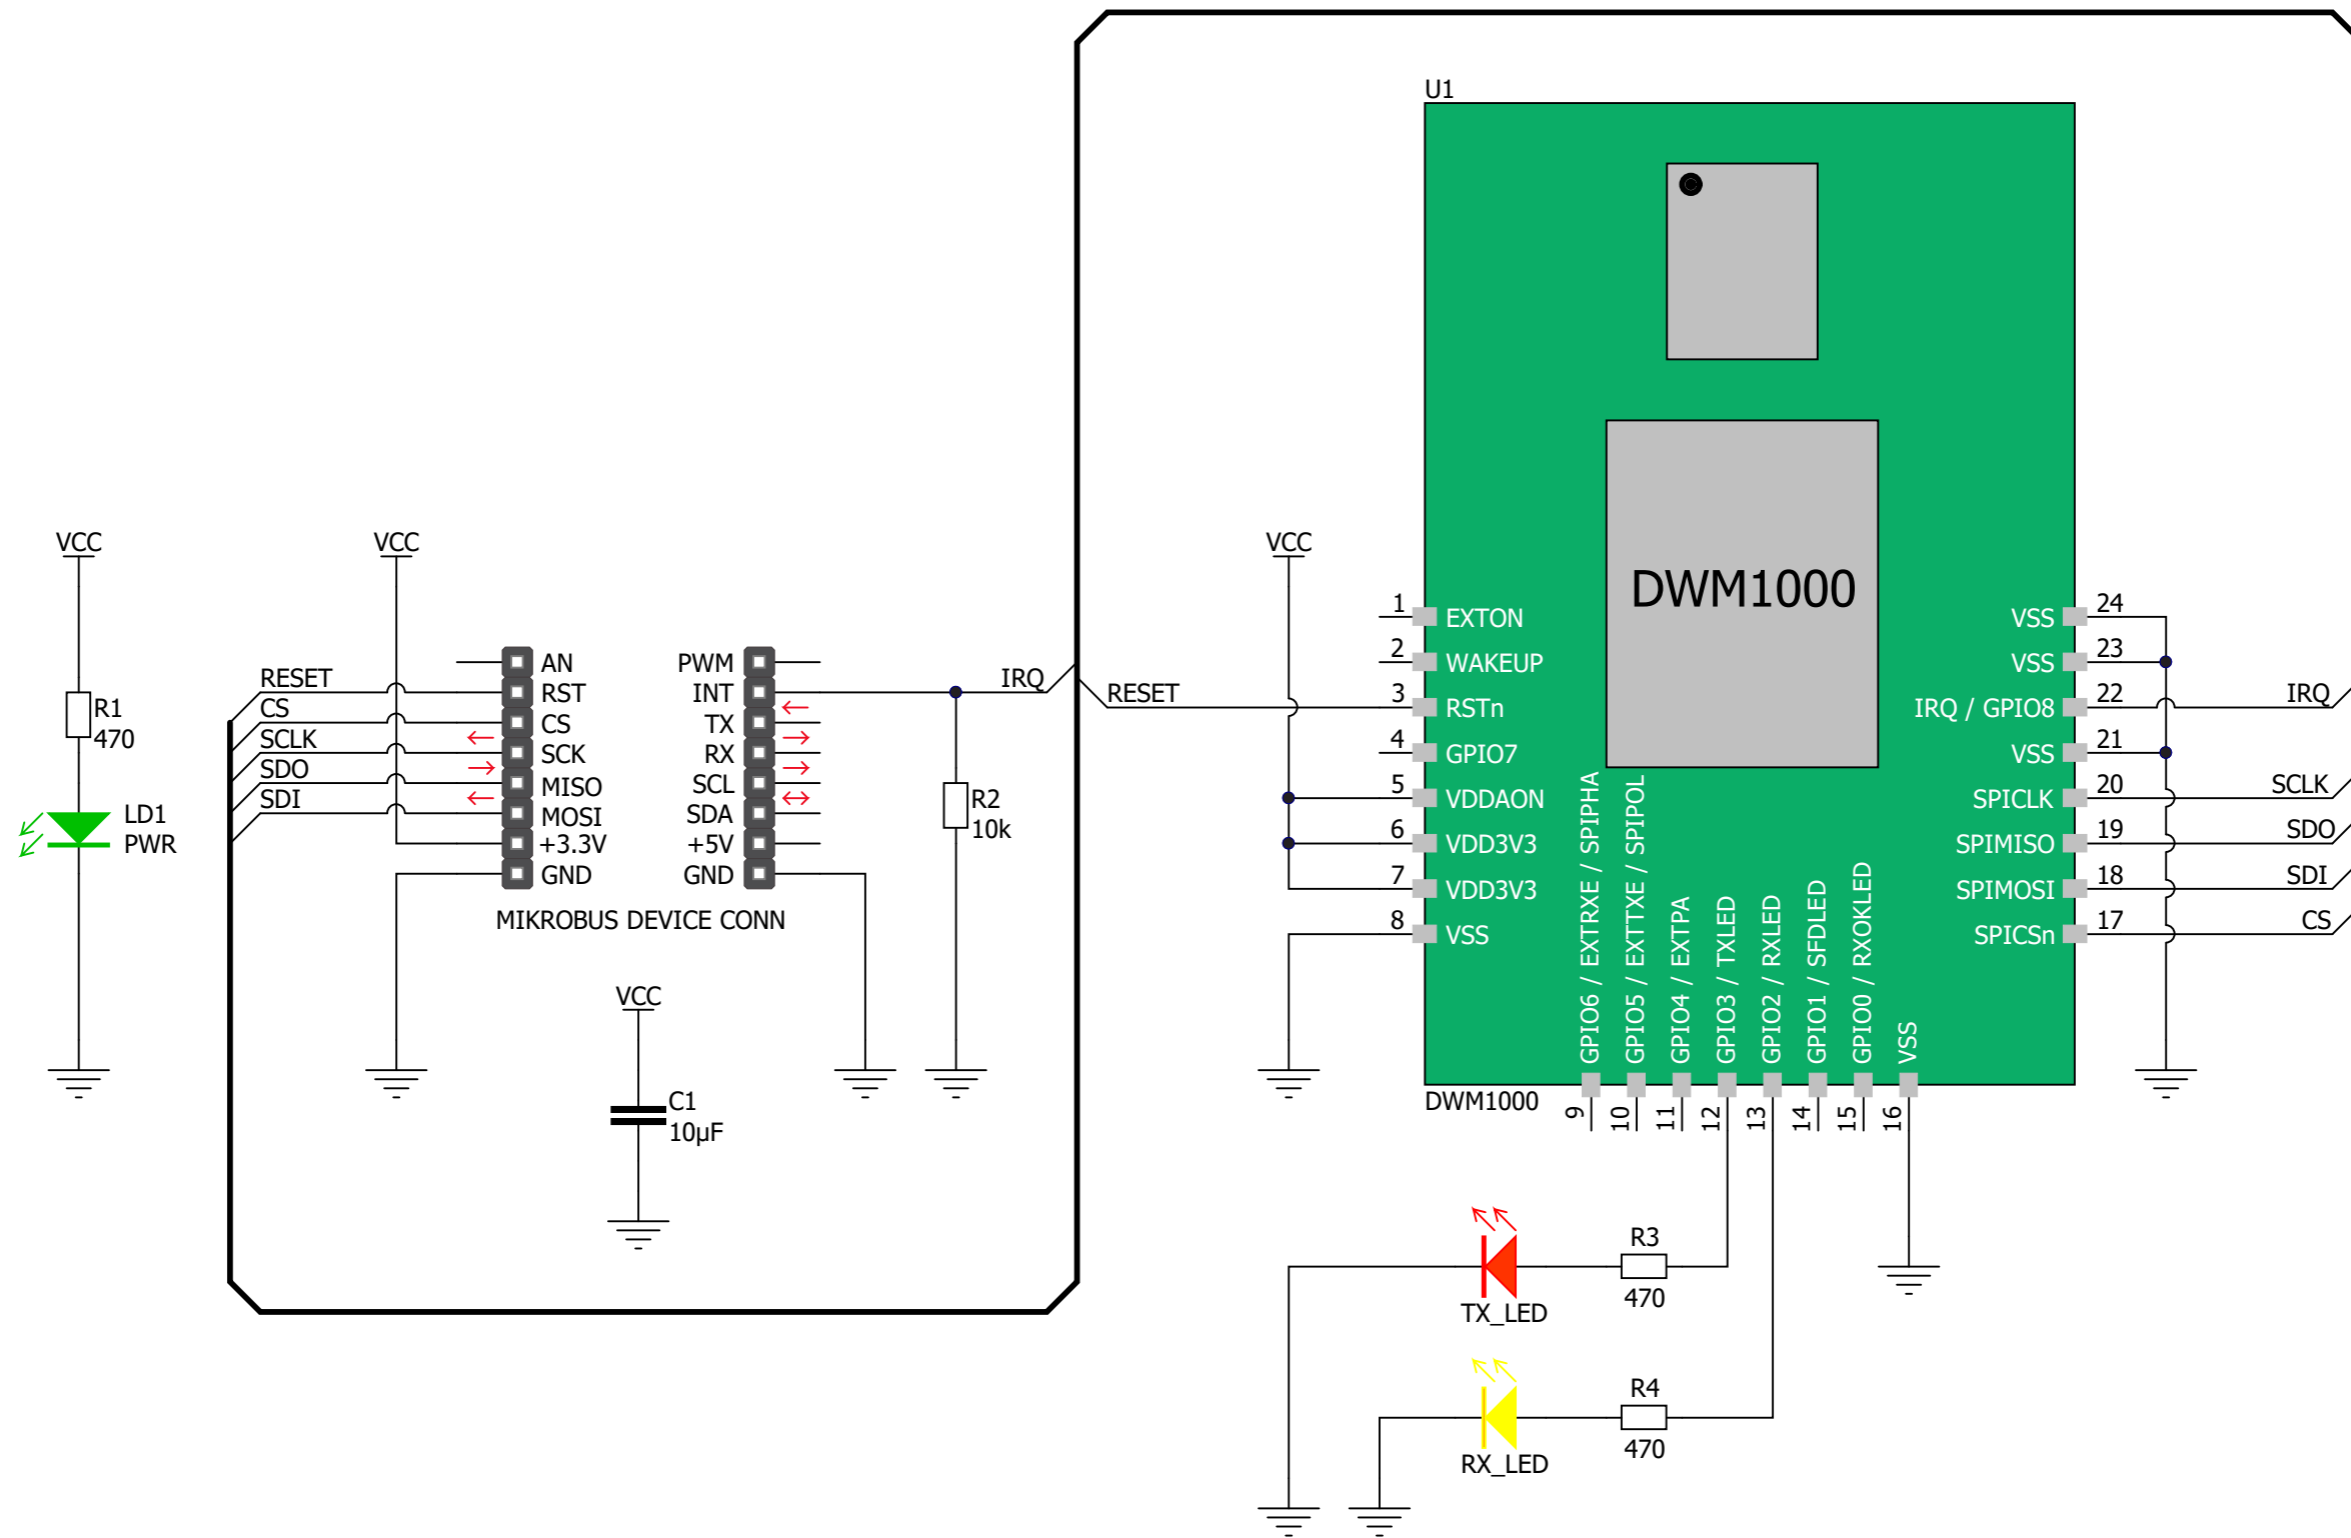 U1
DWM1000
VCC
R1
470
LD1
PWR
VCC
RESET
CS
SCLK
SDO
SDI
AN
RST
CS
SCK
MISO
MOSI
+3.3V
GND
PWM
INT
TX
RX
SCL
SDA
+5V
GND
MIKROBUS DEVICE CONN
IRQ
R2
10k
VCC
C1
10µF
RESET
VCC
1 EXTON
2 WAKEUP
3 RSTn
4 GPIO7
5 VDDAON
6 VDD3V3
7 VDD3V3
8 VSS
VSS 24
VSS 23
IRQ / GPIO8 22 IRQ
VSS 21
SPICLK 20 SCLK
SPIMISO 19 SDO
SPIMOSI 18 SDI
SPICSn 17 CS
GPIO6 / EXTRXE / SPIPHA
GPIO5 / EXTTXE / SPIPOL
GPIO4 / EXTPA
GPIO3 / TXLED
GPIO2 / RXLED
GPIO1 / SFDLED
GPIO0 / RXOKLED
VSS
DWM1000
9
10
11
12
13
14
15
16
R3
470
TX_LED
R4
470
RX_LED